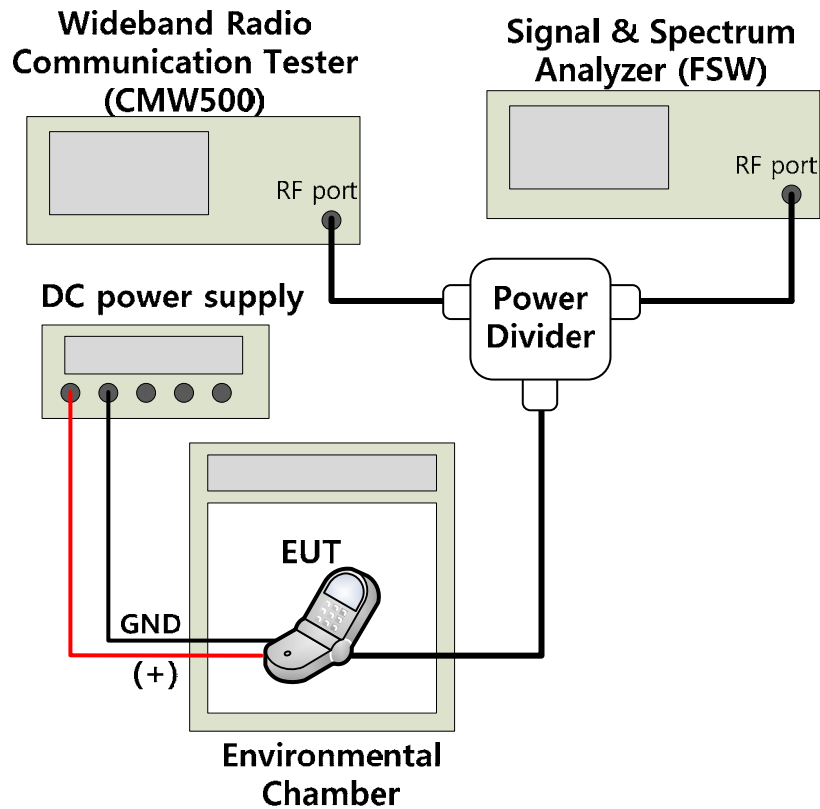 Wideband Radio
Communication Tester
(CMW500)
Signal & Spectrum
Analyzer (FSW)
RF port
RF port
DC power supply
Power
Divider
EUT
GND
(+)
Environmental
Chamber